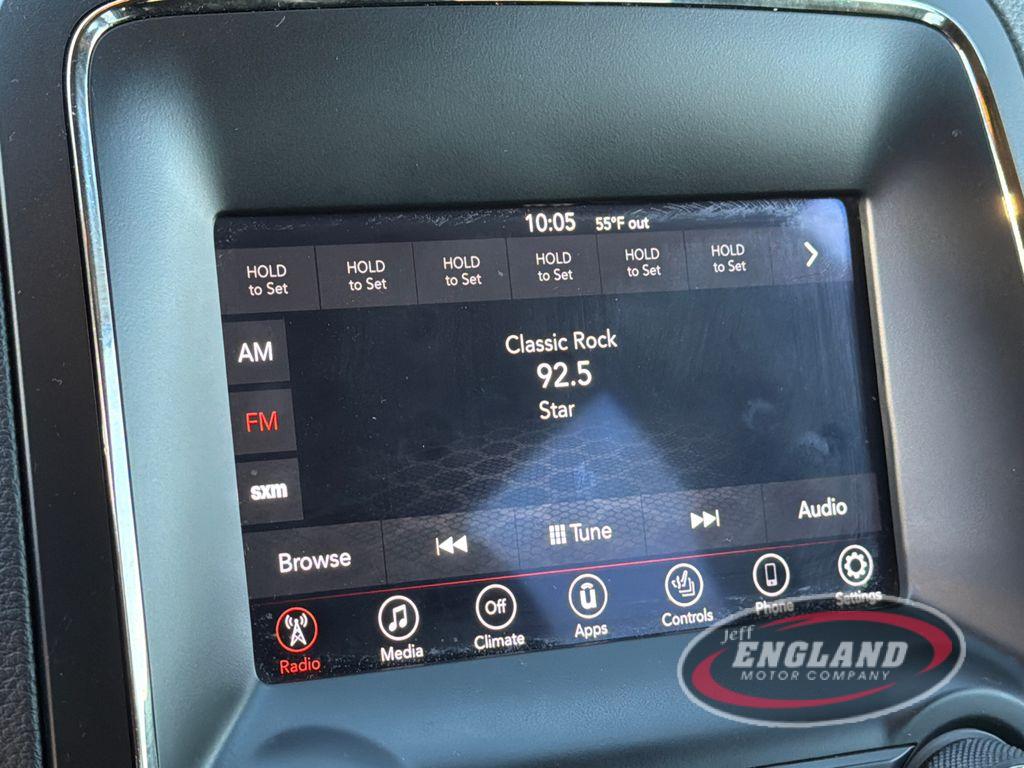 10:05 55°F out
HOLD to Set
HOLD to Set
HOLD to Set
HOLD to Set
HOLD to Set
HOLD to Set
AM
FM
sxm
Classic Rock
92.5
Star
Browse
Tune
Audio
Radio
Media
Off
Climate
Apps
Controls
Phone
Settings
Jeff
ENGLAND
MOTOR COMPANY